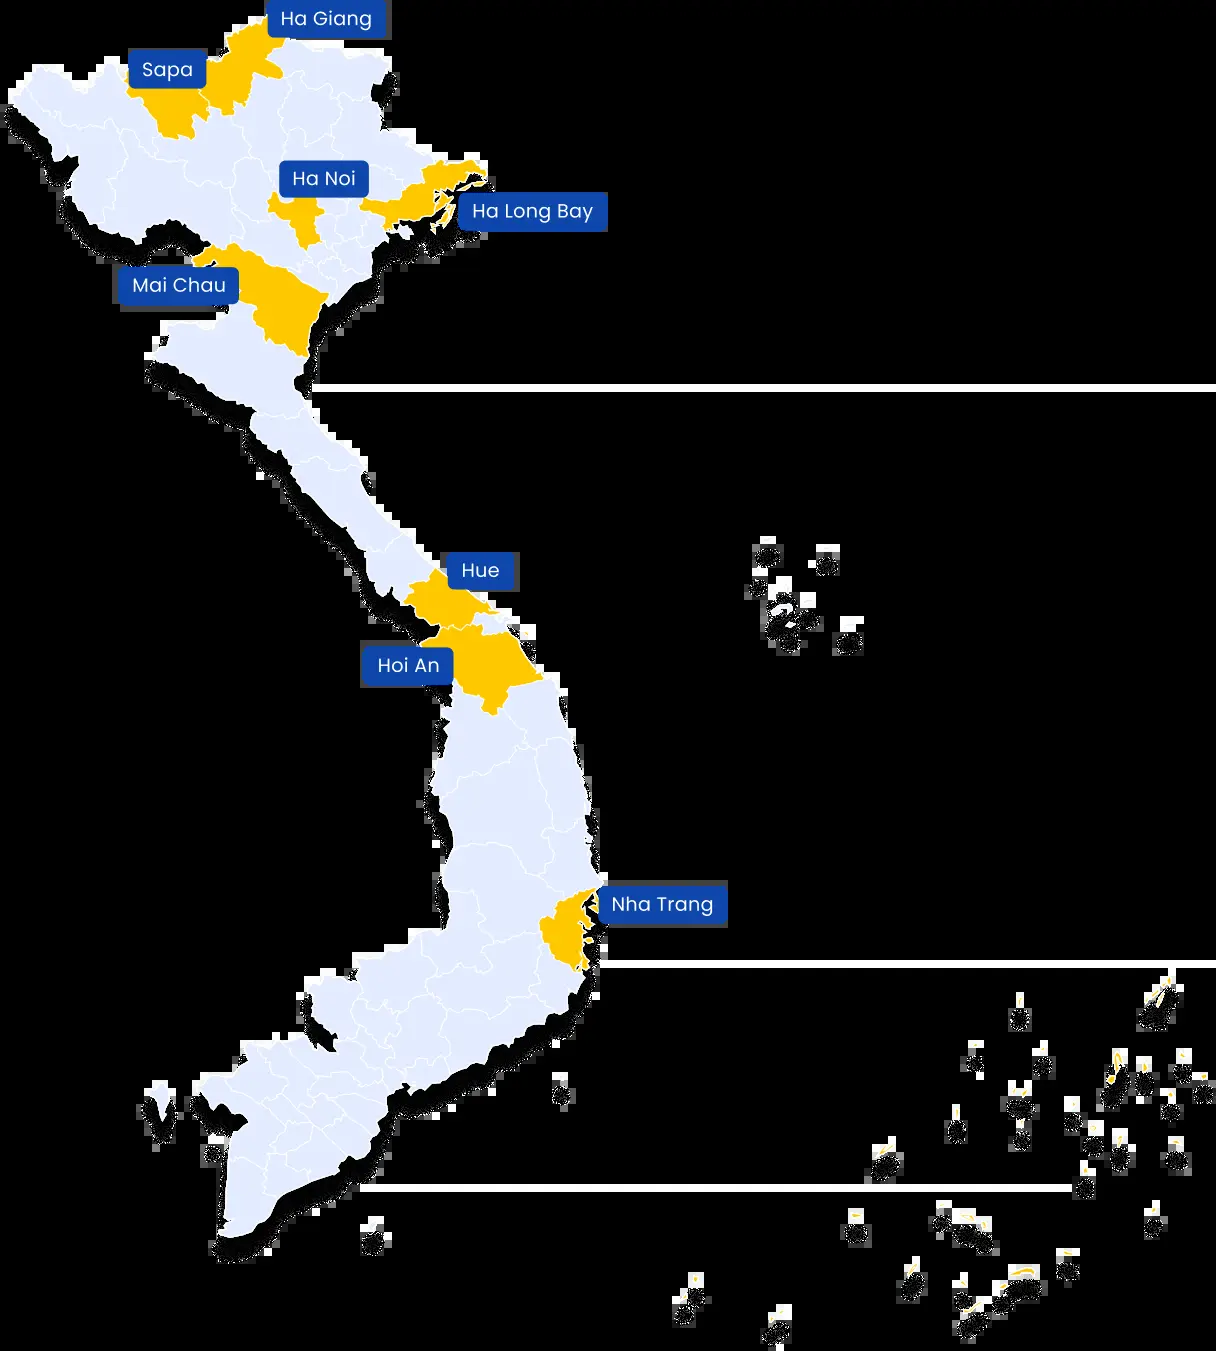 Ha Giang
Sapa
Ha Noi
Ha Long Bay
Mai Chau
Hue
Hoi An
Nha Trang